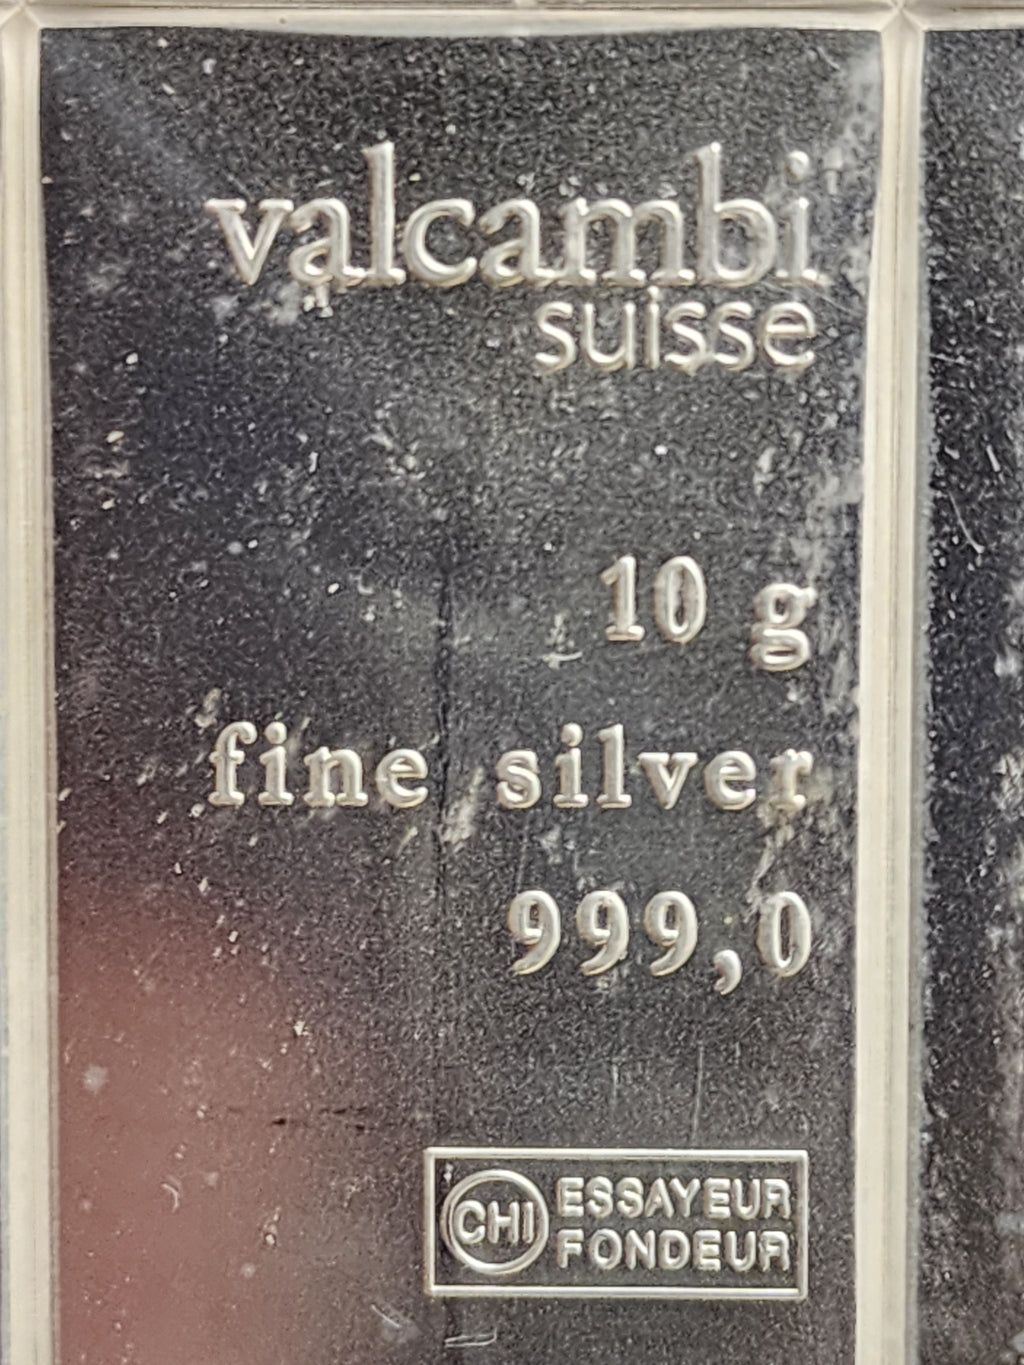 valcambi
suisse
10 g
fine silver
999,0
CHI ESSAYEUR
FONDEUR